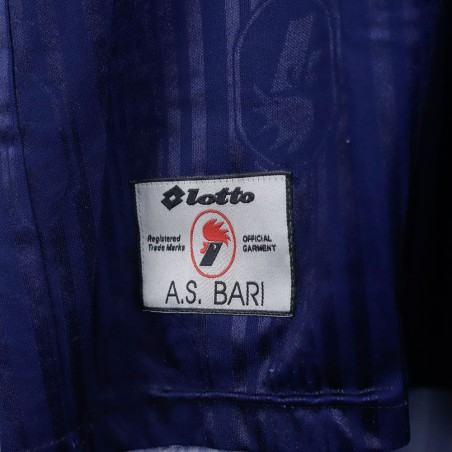 lotto
Registered
Trade Marks
OFFICIAL
GARMENT
A.S. BARI